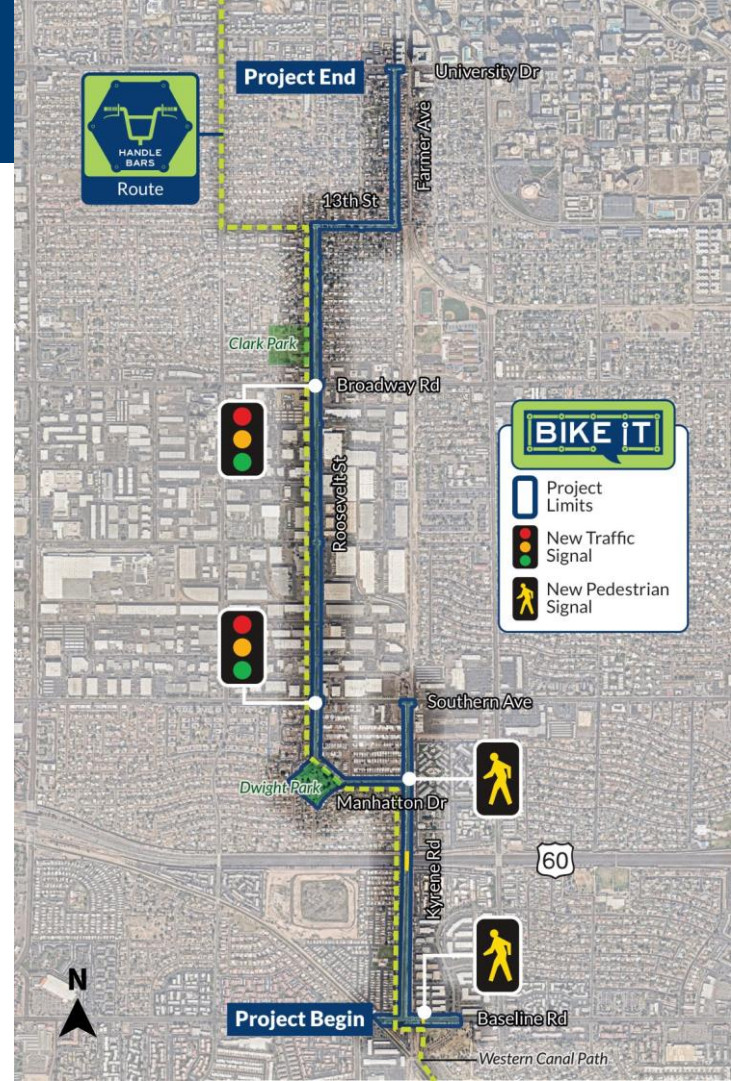 Project End
University Dr
HANDLE
BARS
Route
Farmer Ave
13th St
Clark Park
Broadway Rd
BIKE iT
Project
Limits
New Traffic
Signal
New Pedestrian
Signal
Roosevelt St
Southern Ave
Dwight Park
Manhatton Dr
60
Kyrene Rd
N
Project Begin
Baseline Rd
Western Canal Path